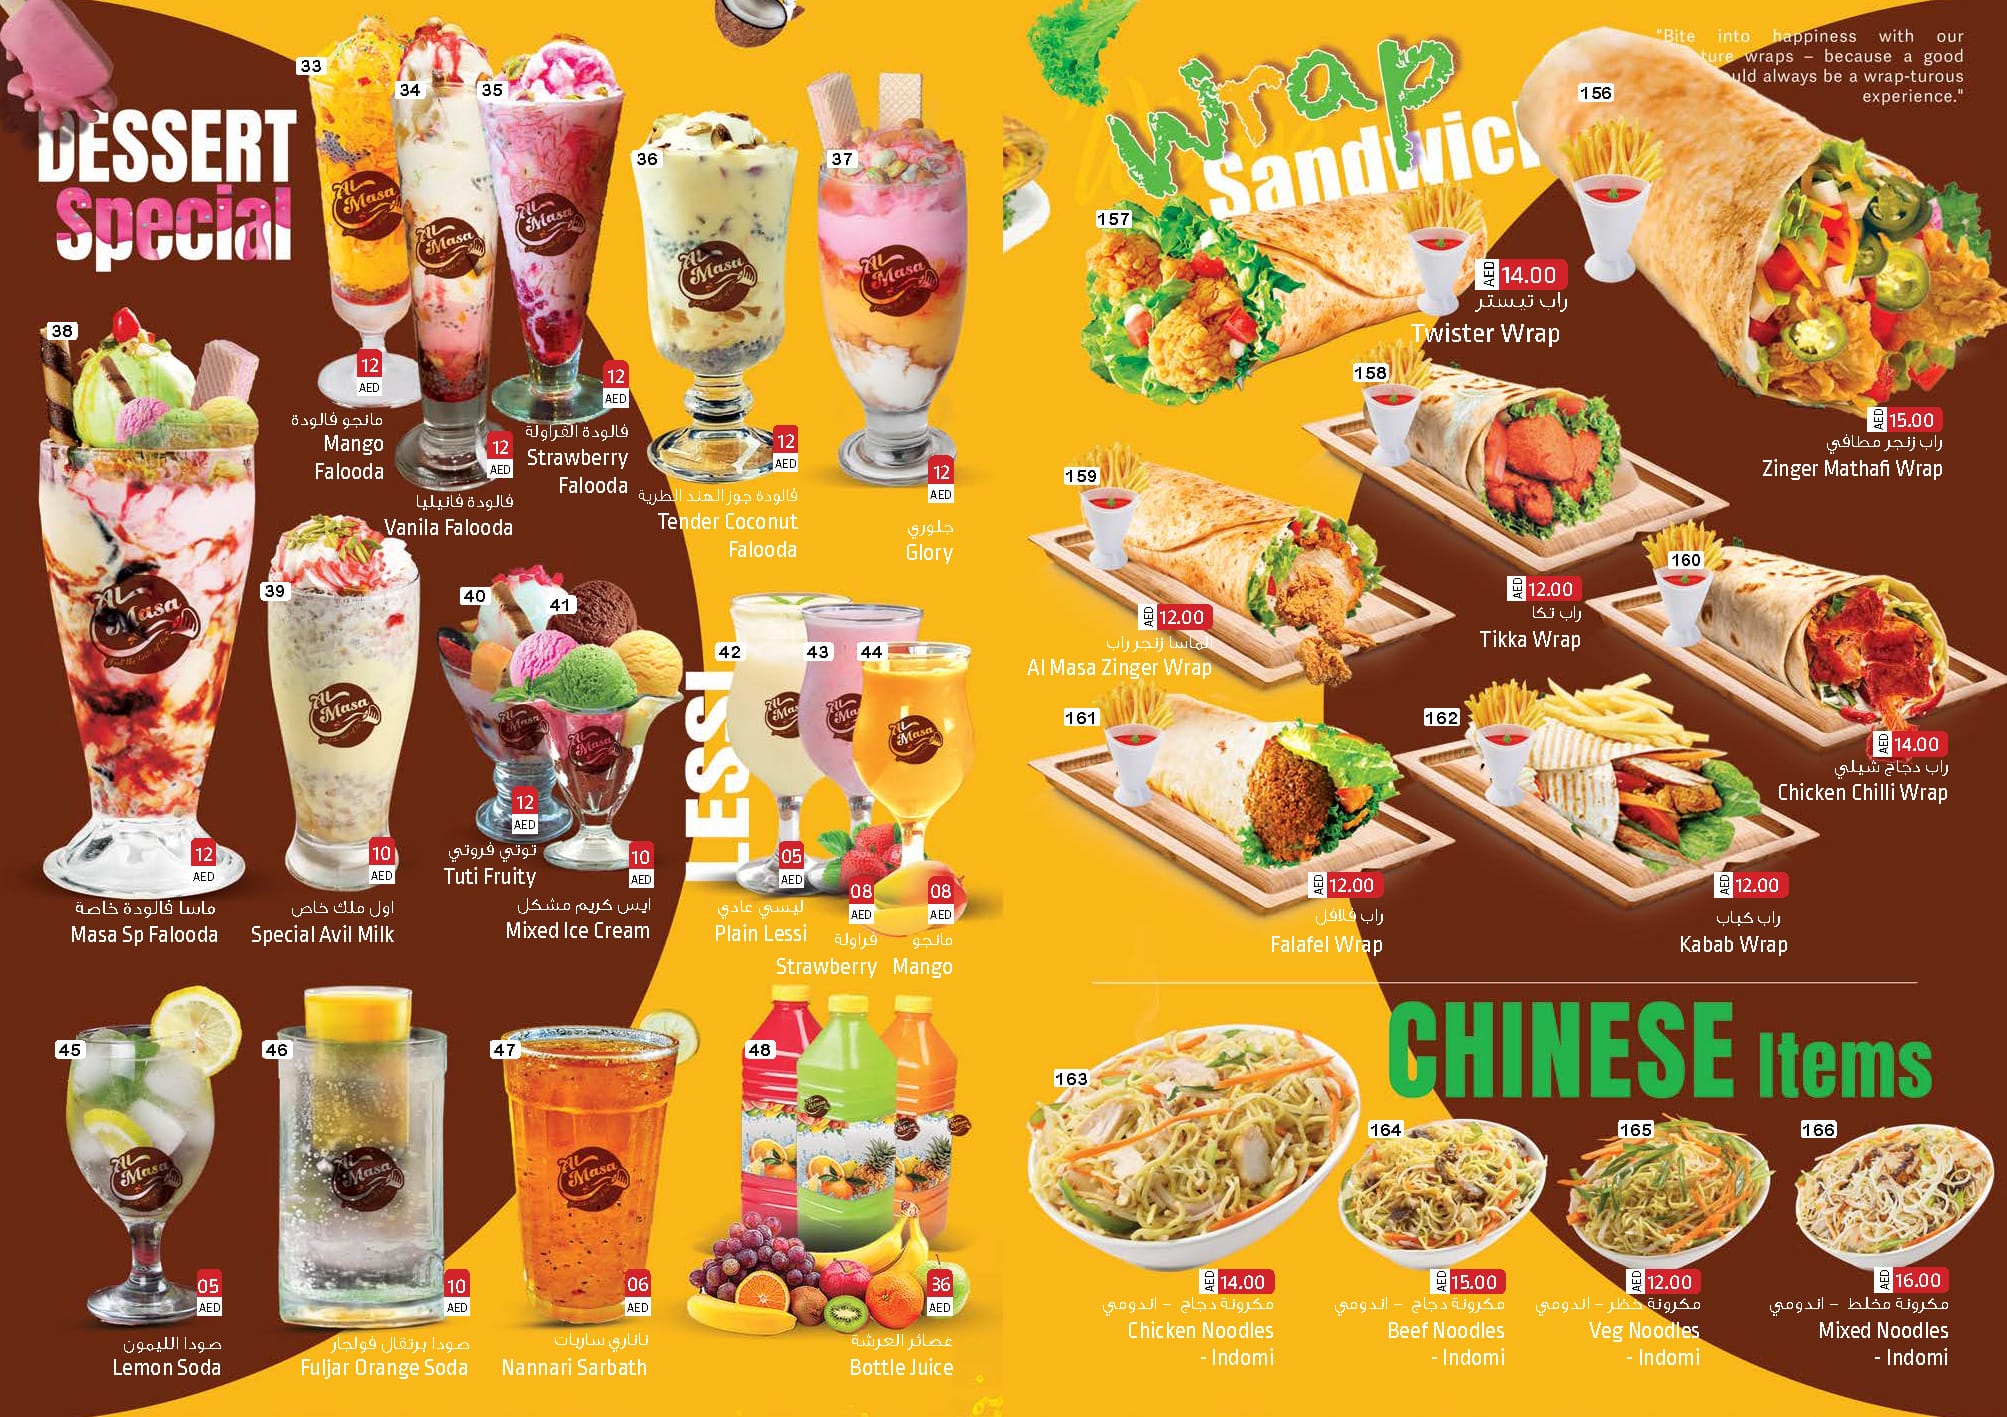 DESSERT
Special
33
34
35
36
37
AL Masa
12 AED
مانجو فالودة
Mango
Falooda
12 AED
فالودة فانيليا
Vanila Falooda
12 AED
فالودة الفراولة
Strawberry
Falooda
12 AED
فالودة جوز الهند الطرية
Tender Coconut
Falooda
12 AED
جلوري
Glory
38
39
40
41
12 AED
ماسا فالودة خاصة
Masa Sp Falooda
10 AED
اول ملك خاص
Special Avil Milk
12 AED
توتي فروتي
Tuti Fruity
10 AED
ايس كريم مشكل
Mixed Ice Cream
LESSI
42
43
44
05 AED
ليسي عادي
Plain Lessi
08 AED
فراولة
Strawberry
08 AED
مانجو
Mango
45
46
47
48
05 AED
صودا الليمون
Lemon Soda
10 AED
صودا برتقال فولجار
Fuljar Orange Soda
06 AED
ناناري ساربات
Nannari Sarbath
36 AED
عصائر العرشة
Bottle Juice
Wrap
Sandwich
"Bite into happiness with our
ture wraps – because a good
uld always be a wrap-turous
experience."
156
157
AED 14.00
راب تيستر
Twister Wrap
AED 15.00
راب زنجر مطافي
Zinger Mathafi Wrap
158
159
160
AED 12.00
راب تكا
Tikka Wrap
AED 12.00
الماسا زنجر راب
Al Masa Zinger Wrap
AED 14.00
راب دجاج شيلي
Chicken Chilli Wrap
161
162
AED 12.00
راب فلافل
Falafel Wrap
AED 12.00
راب كباب
Kabab Wrap
CHINESE Items
163
164
165
166
AED 14.00
مكرونة دجاج - اندومي
Chicken Noodles
- Indomi
AED 15.00
مكرونة دجاج - اندومي
Beef Noodles
- Indomi
AED 12.00
مكرونة خظر - اندومي
Veg Noodles
- Indomi
AED 16.00
مكرونة مخلط - اندومي
Mixed Noodles
- Indomi